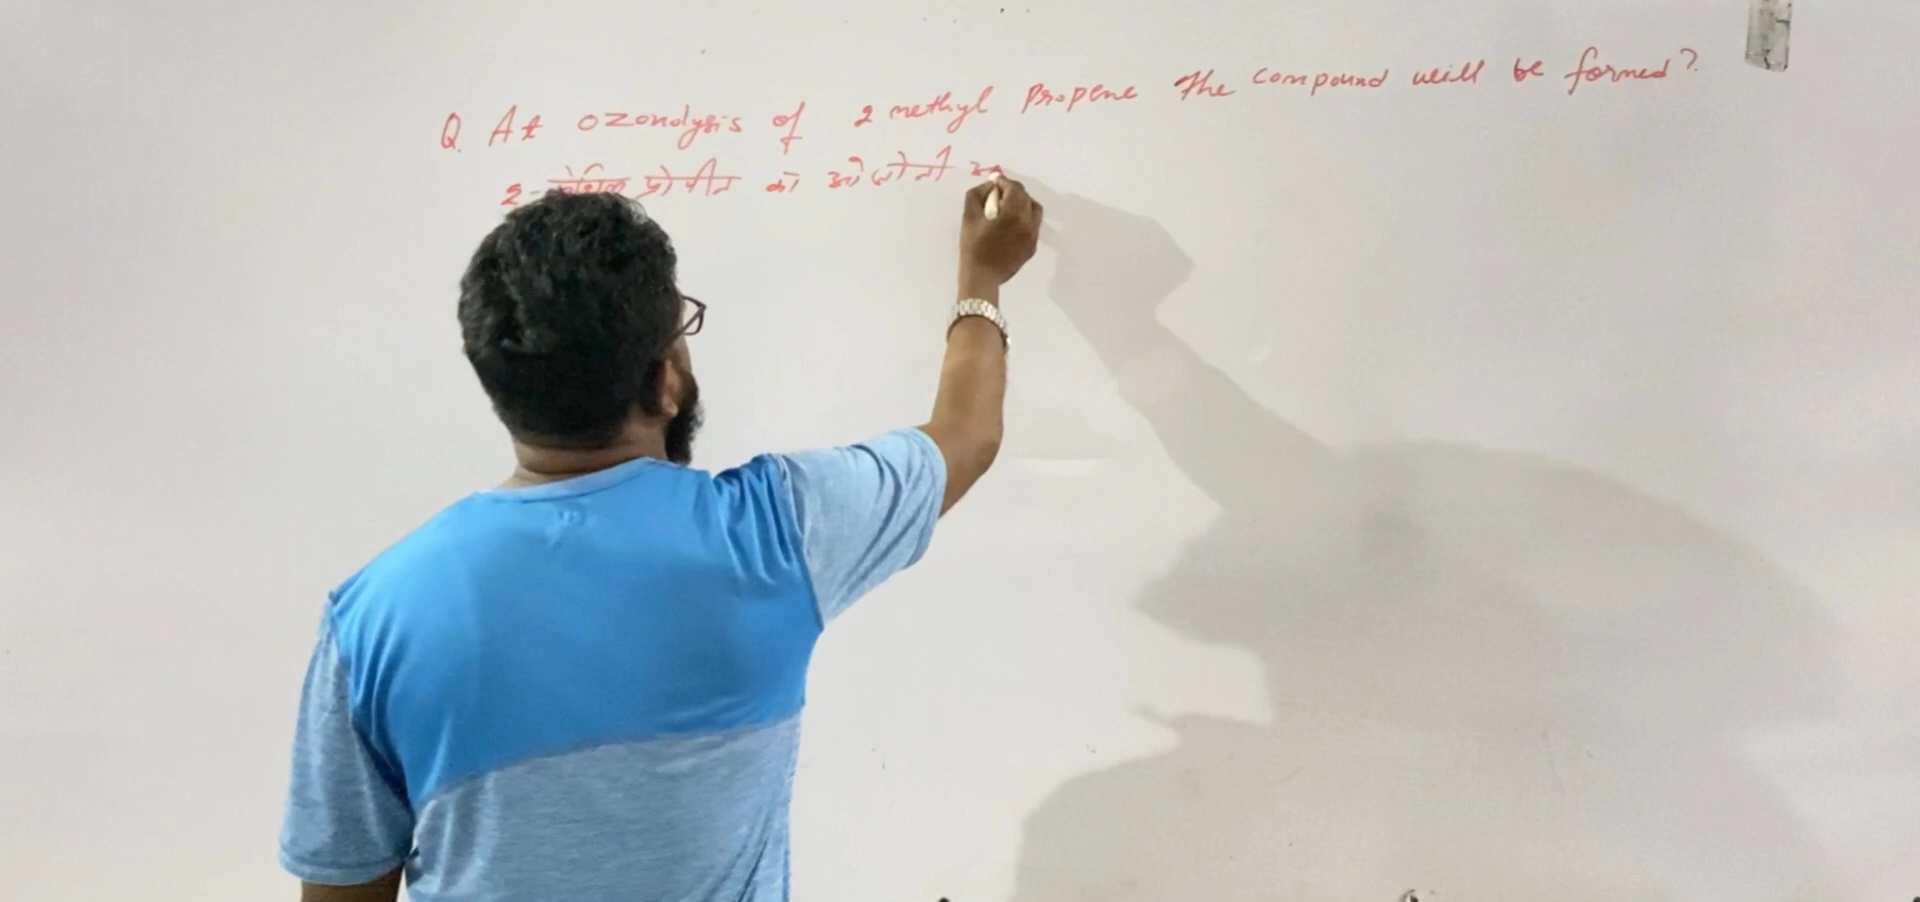 Q. At ozonolysis of 2 methyl Propene the compound will be formed?
2- मेथिल प्रोपीन को ओजोनी अ